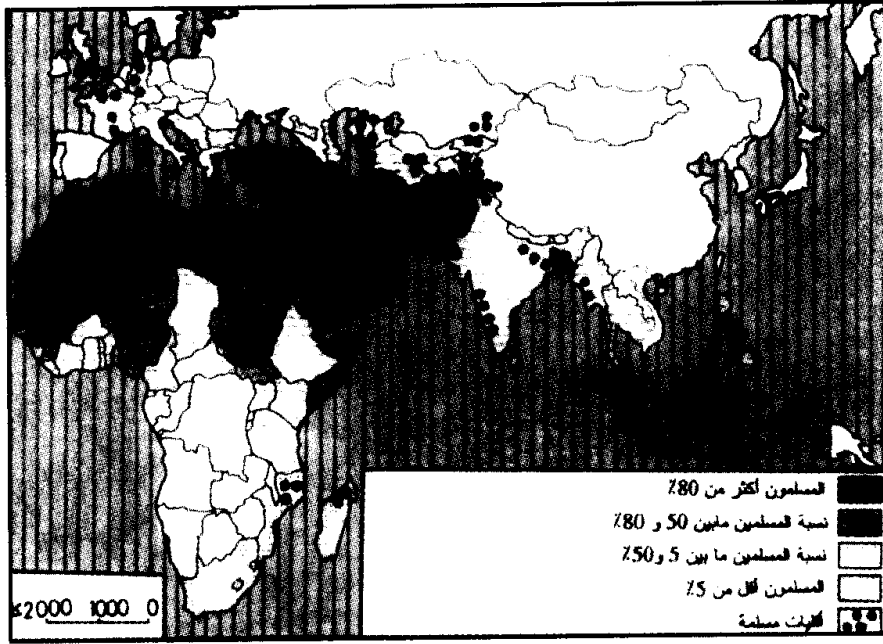 المسلمون أكثر من 80٪
نسبة المسلمين مابين 50 و 80٪
نسبة المسلمين ما بين 5 و50٪
المسلمون أقل من 5٪
أقليات مسلمة
0 1000 2000